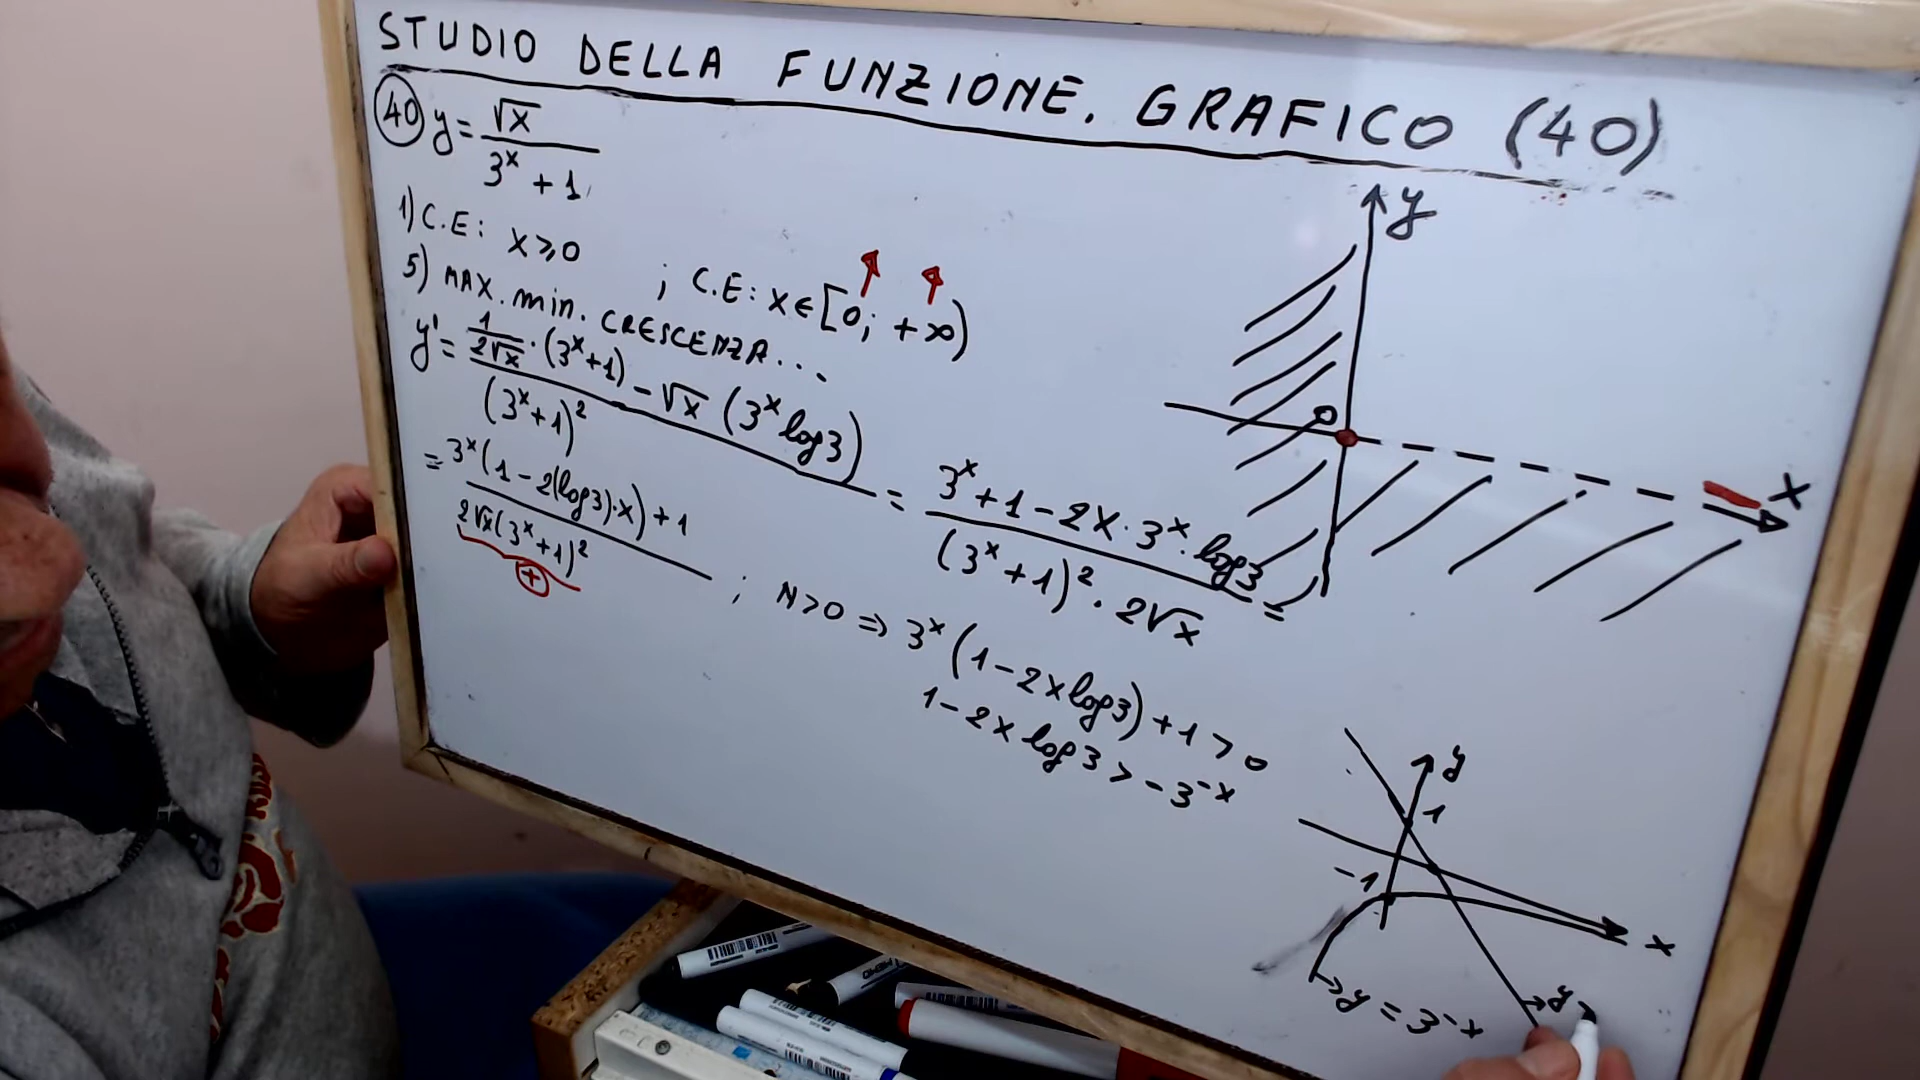 STUDIO DELLA FUNZIONE. GRAFICO (40)
40 y = √x / (3^x + 1)
1) C.E: x ⩾ 0 ; C.E: x ∈ [0; +∞)
5) MAX. min. CRESCENZA...
y' = (1/(2√x) · (3^x + 1) − √x (3^x log3)) / (3^x + 1)^2 = (3^x + 1 − 2x · 3^x · log3) / ((3^x + 1)^2 · 2√x) =
= (3^x (1 − 2(log3)·x) + 1) / (2√x (3^x + 1)^2) ; N > 0 ⇒ 3^x (1 − 2x log3) + 1 > 0
+
1 − 2x log3 > − 3^−x
y
0
x
y
1
−1
x
y = 3^−x
y =